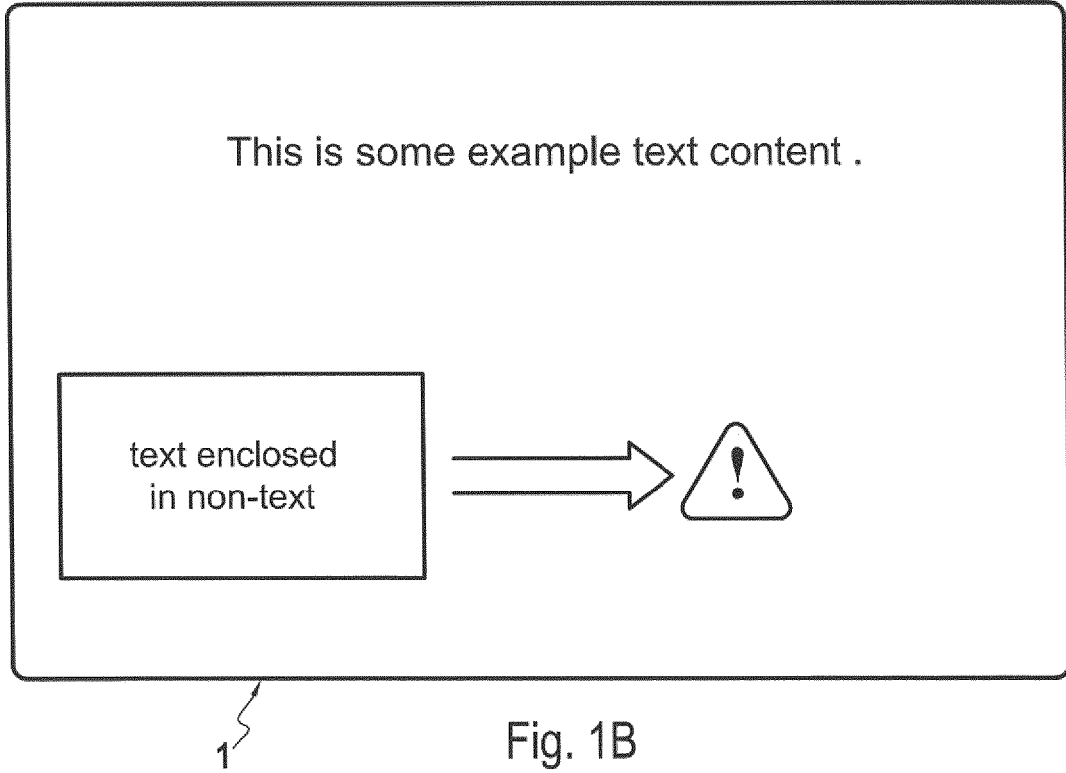 This is some example text content .
text enclosed
in non-text
!
1
Fig. 1B